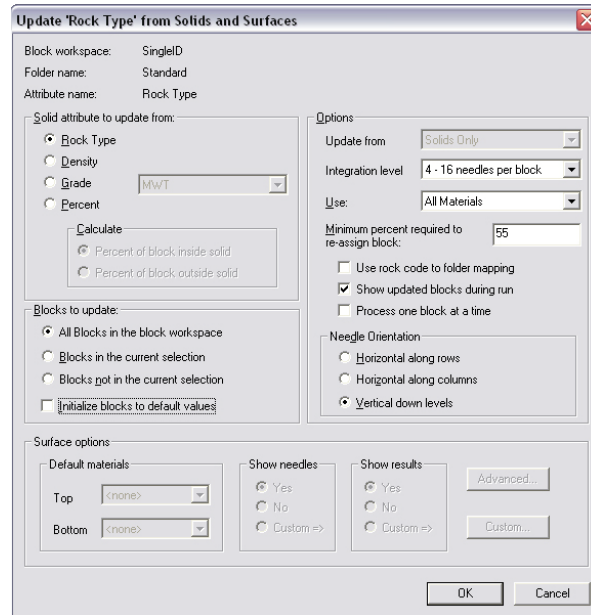 Update 'Rock Type' from Solids and Surfaces
Block workspace: SingleID
Folder name: Standard
Attribute name: Rock Type
Solid attribute to update from:
Rock Type
Density
Grade MWT
Percent
Calculate
Percent of block inside solid
Percent of block outside solid
Blocks to update:
All Blocks in the block workspace
Blocks in the current selection
Blocks not in the current selection
Initialize blocks to default values
Options
Update from Solids Only
Integration level 4 - 16 needles per block
Use: All Materials
Minimum percent required to
re-assign block: 55
Use rock code to folder mapping
Show updated blocks during run
Process one block at a time
Needle Orientation
Horizontal along rows
Horizontal along columns
Vertical down levels
Surface options
Default materials
Top <none>
Bottom <none>
Show needles
Yes
No
Custom =>
Show results
Yes
No
Custom =>
Advanced...
Custom...
OK Cancel